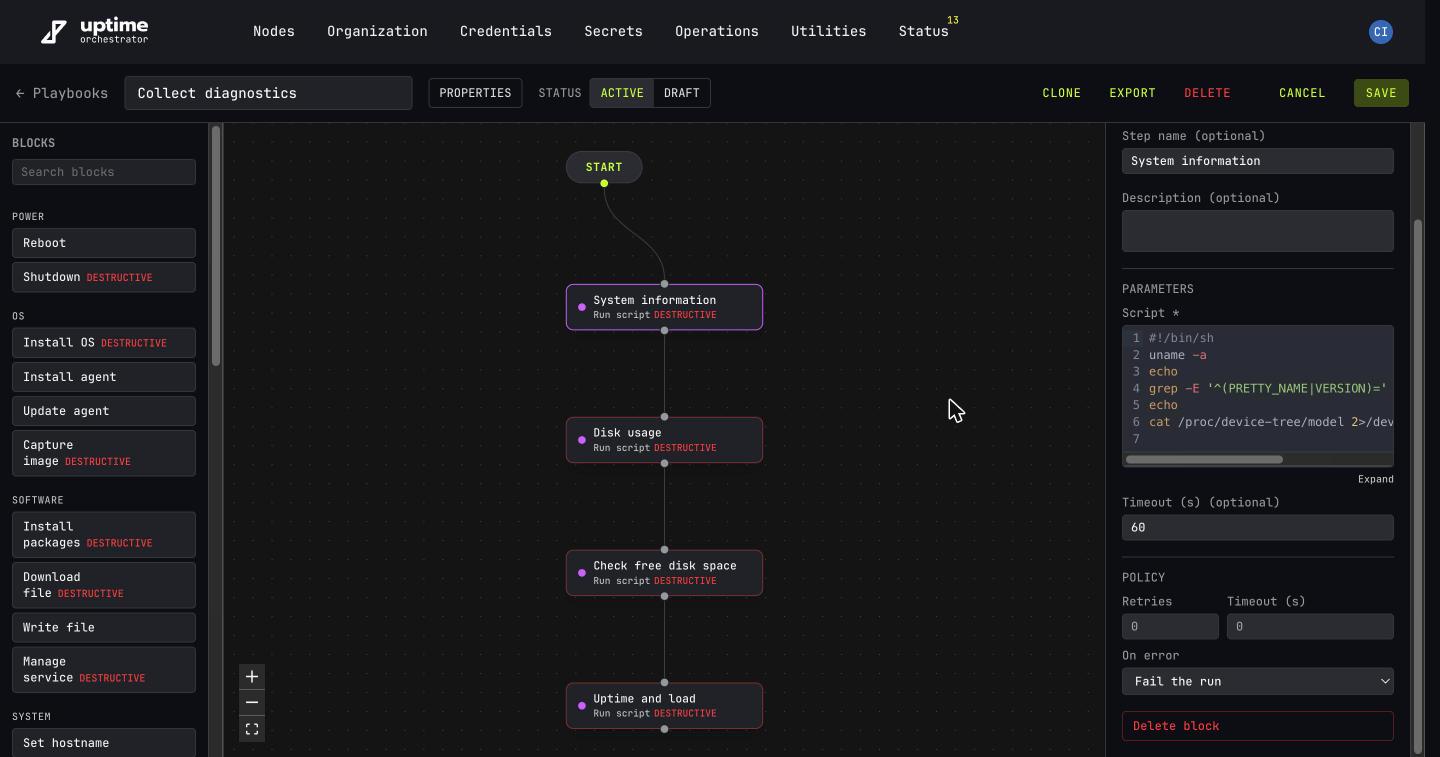 uptime
orchestrator
Nodes
Organization
Credentials
Secrets
Operations
Utilities
Status
13
CI
← Playbooks
Collect diagnostics
PROPERTIES
STATUS
ACTIVE
DRAFT
CLONE
EXPORT
DELETE
CANCEL
SAVE
BLOCKS
Search blocks
POWER
Reboot
Shutdown DESTRUCTIVE
OS
Install OS DESTRUCTIVE
Install agent
Update agent
Capture
image DESTRUCTIVE
SOFTWARE
Install
packages DESTRUCTIVE
Download
file DESTRUCTIVE
Write file
Manage
service DESTRUCTIVE
SYSTEM
Set hostname
START
System information
Run script DESTRUCTIVE
Disk usage
Run script DESTRUCTIVE
Check free disk space
Run script DESTRUCTIVE
Uptime and load
Run script DESTRUCTIVE
Step name (optional)
System information
Description (optional)
PARAMETERS
Script *
1 #!/bin/sh
2 uname -a
3 echo
4 grep -E '^(PRETTY_NAME|VERSION)='
5 echo
6 cat /proc/device-tree/model 2>/dev
7
Expand
Timeout (s) (optional)
60
POLICY
Retries
Timeout (s)
0
0
On error
Fail the run
Delete block